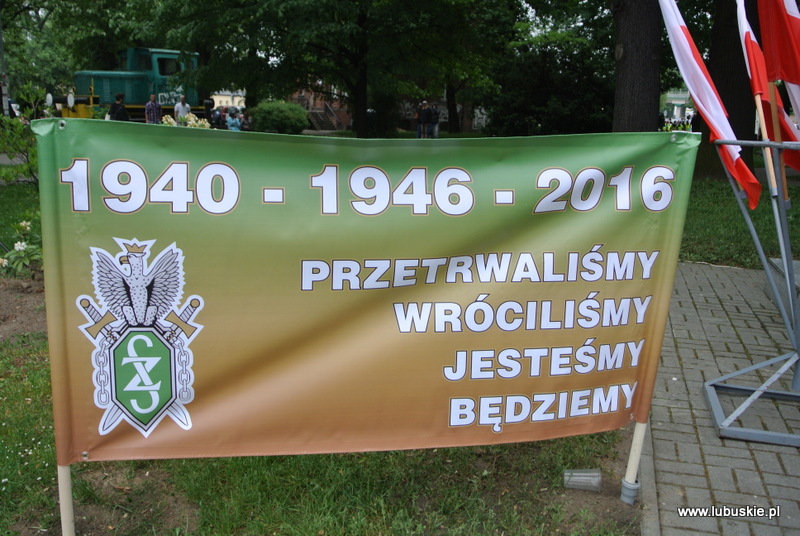 1940 - 1946 - 2016
PRZETRWALIŚMY
WRÓCILIŚMY
JESTEŚMY
BĘDZIEMY
www.lubuskie.pl